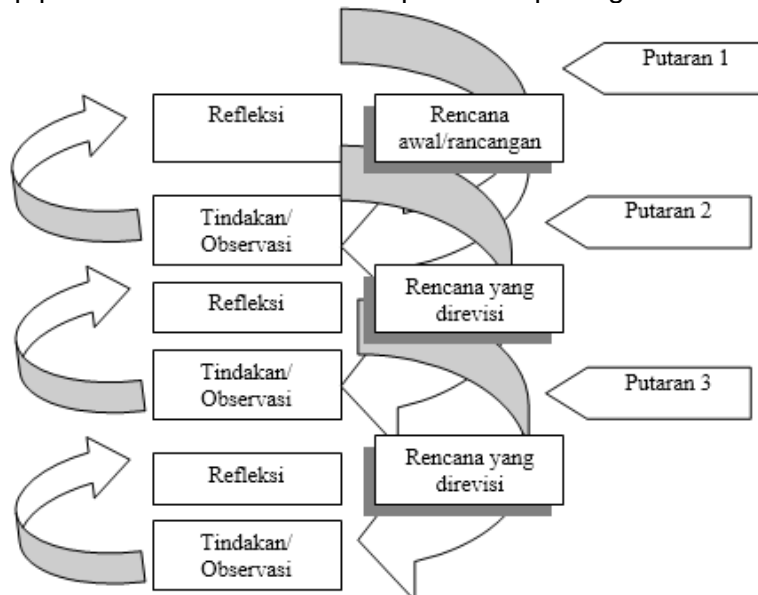 Putaran 1
Refleksi
Rencana
awal/rancangan
Putaran 2
Tindakan/
Observasi
Refleksi
Rencana yang
direvisi
Tindakan/
Observasi
Putaran 3
Refleksi
Rencana yang
direvisi
Tindakan/
Observasi